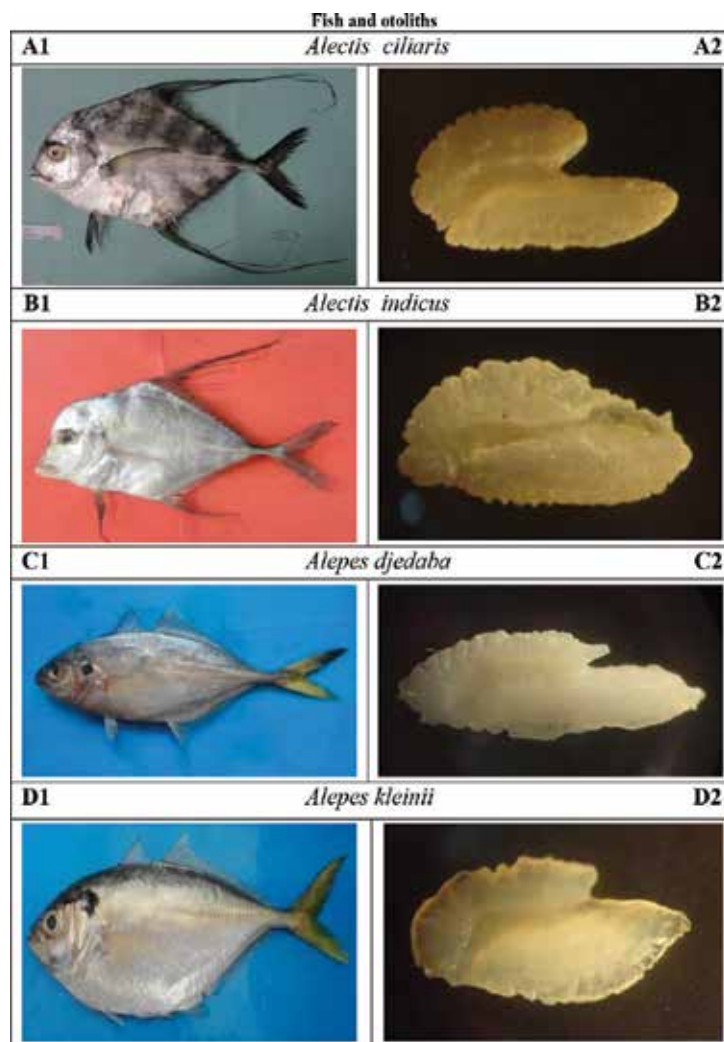 Fish and otoliths
A1 Alectis ciliaris A2
B1 Alectis indicus B2
C1 Alepes djedaba C2
D1 Alepes kleinii D2